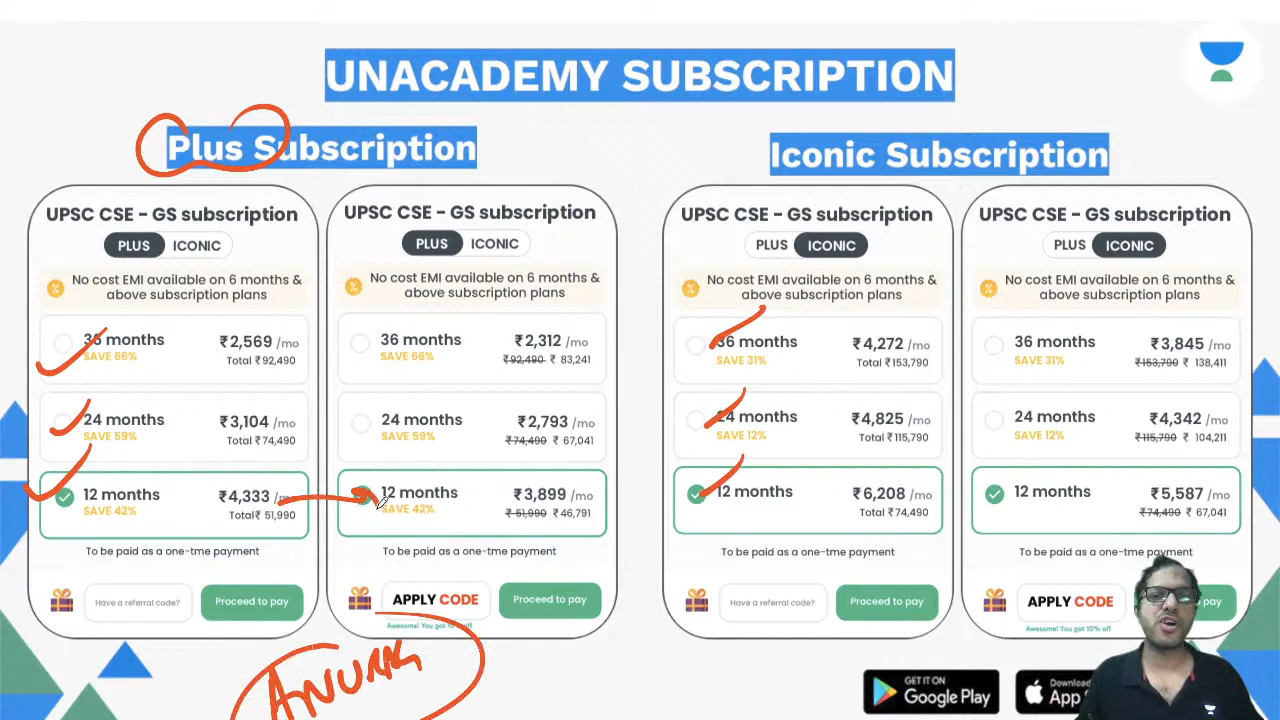 UNACADEMY SUBSCRIPTION
Plus Subscription
UPSC CSE - GS subscription
PLUS ICONIC
No cost EMI available on 6 months &
above subscription plans
36 months ₹2,569 /mo
SAVE 66% Total ₹92,490
24 months ₹3,104 /mo
SAVE 59% Total ₹74,490
12 months ₹4,333 /mo
SAVE 42% Total₹ 51,990
To be paid as a one-tme payment
Have a referral code? Proceed to pay
UPSC CSE - GS subscription
PLUS ICONIC
No cost EMI available on 6 months &
above subscription plans
36 months ₹2,312 /mo
SAVE 66% ₹92,490 ₹ 83,241
24 months ₹2,793 /mo
SAVE 59% ₹74,490 ₹ 67,041
12 months ₹3,899 /mo
SAVE 42% ₹ 51,990 ₹ 46,791
To be paid as a one-tme payment
APPLY CODE Proceed to pay
Awesome! You got 10% off
ANURAG
Iconic Subscription
UPSC CSE - GS subscription
PLUS ICONIC
No cost EMI available on 6 months &
above subscription plans
36 months ₹4,272 /mo
SAVE 31% Total ₹153,790
24 months ₹4,825 /mo
SAVE 12% Total ₹115,790
12 months ₹6,208 /mo
Total ₹74,490
To be paid as a one-tme payment
Have a referral code? Proceed to pay
UPSC CSE - GS subscription
PLUS ICONIC
No cost EMI available on 6 months &
above subscription plans
36 months ₹3,845 /mo
SAVE 31% ₹153,790 ₹ 138,411
24 months ₹4,342 /mo
SAVE 12% ₹115,790 ₹ 104,211
12 months ₹5,587 /mo
₹74,490 ₹ 67,041
To be paid as a one-tme payment
APPLY CODE pay
Awesome! You got 10% off
GET IT ON
Google Play
Download
App